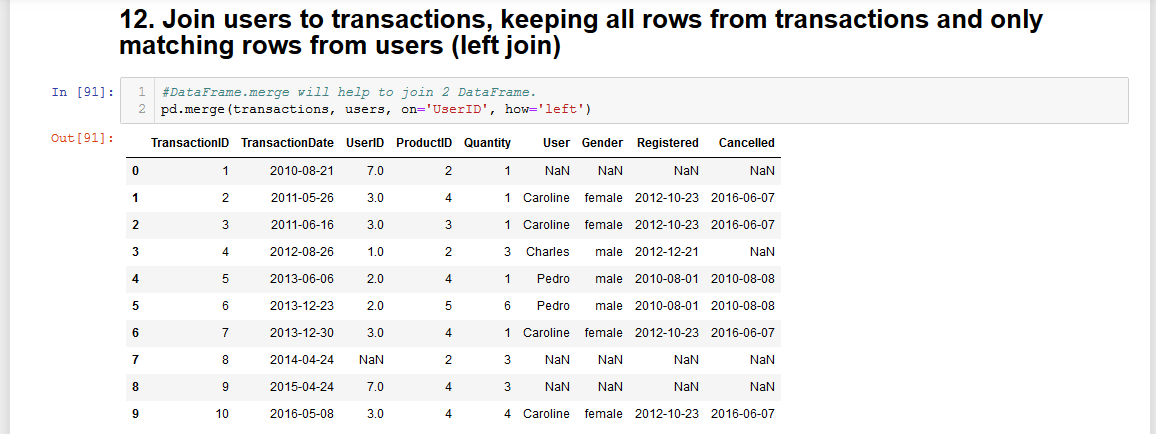 12. Join users to transactions, keeping all rows from transactions and only
matching rows from users (left join)
In [91]:
1 #DataFrame.merge will help to join 2 DataFrame.
2 pd.merge(transactions, users, on='UserID', how='left')
Out[91]:
TransactionID TransactionDate UserID ProductID Quantity User Gender Registered Cancelled
0 1 2010-08-21 7.0 2 1 NaN NaN NaN NaN
1 2 2011-05-26 3.0 4 1 Caroline female 2012-10-23 2016-06-07
2 3 2011-06-16 3.0 3 1 Caroline female 2012-10-23 2016-06-07
3 4 2012-08-26 1.0 2 3 Charles male 2012-12-21 NaN
4 5 2013-06-06 2.0 4 1 Pedro male 2010-08-01 2010-08-08
5 6 2013-12-23 2.0 5 6 Pedro male 2010-08-01 2010-08-08
6 7 2013-12-30 3.0 4 1 Caroline female 2012-10-23 2016-06-07
7 8 2014-04-24 NaN 2 3 NaN NaN NaN NaN
8 9 2015-04-24 7.0 4 3 NaN NaN NaN NaN
9 10 2016-05-08 3.0 4 4 Caroline female 2012-10-23 2016-06-07